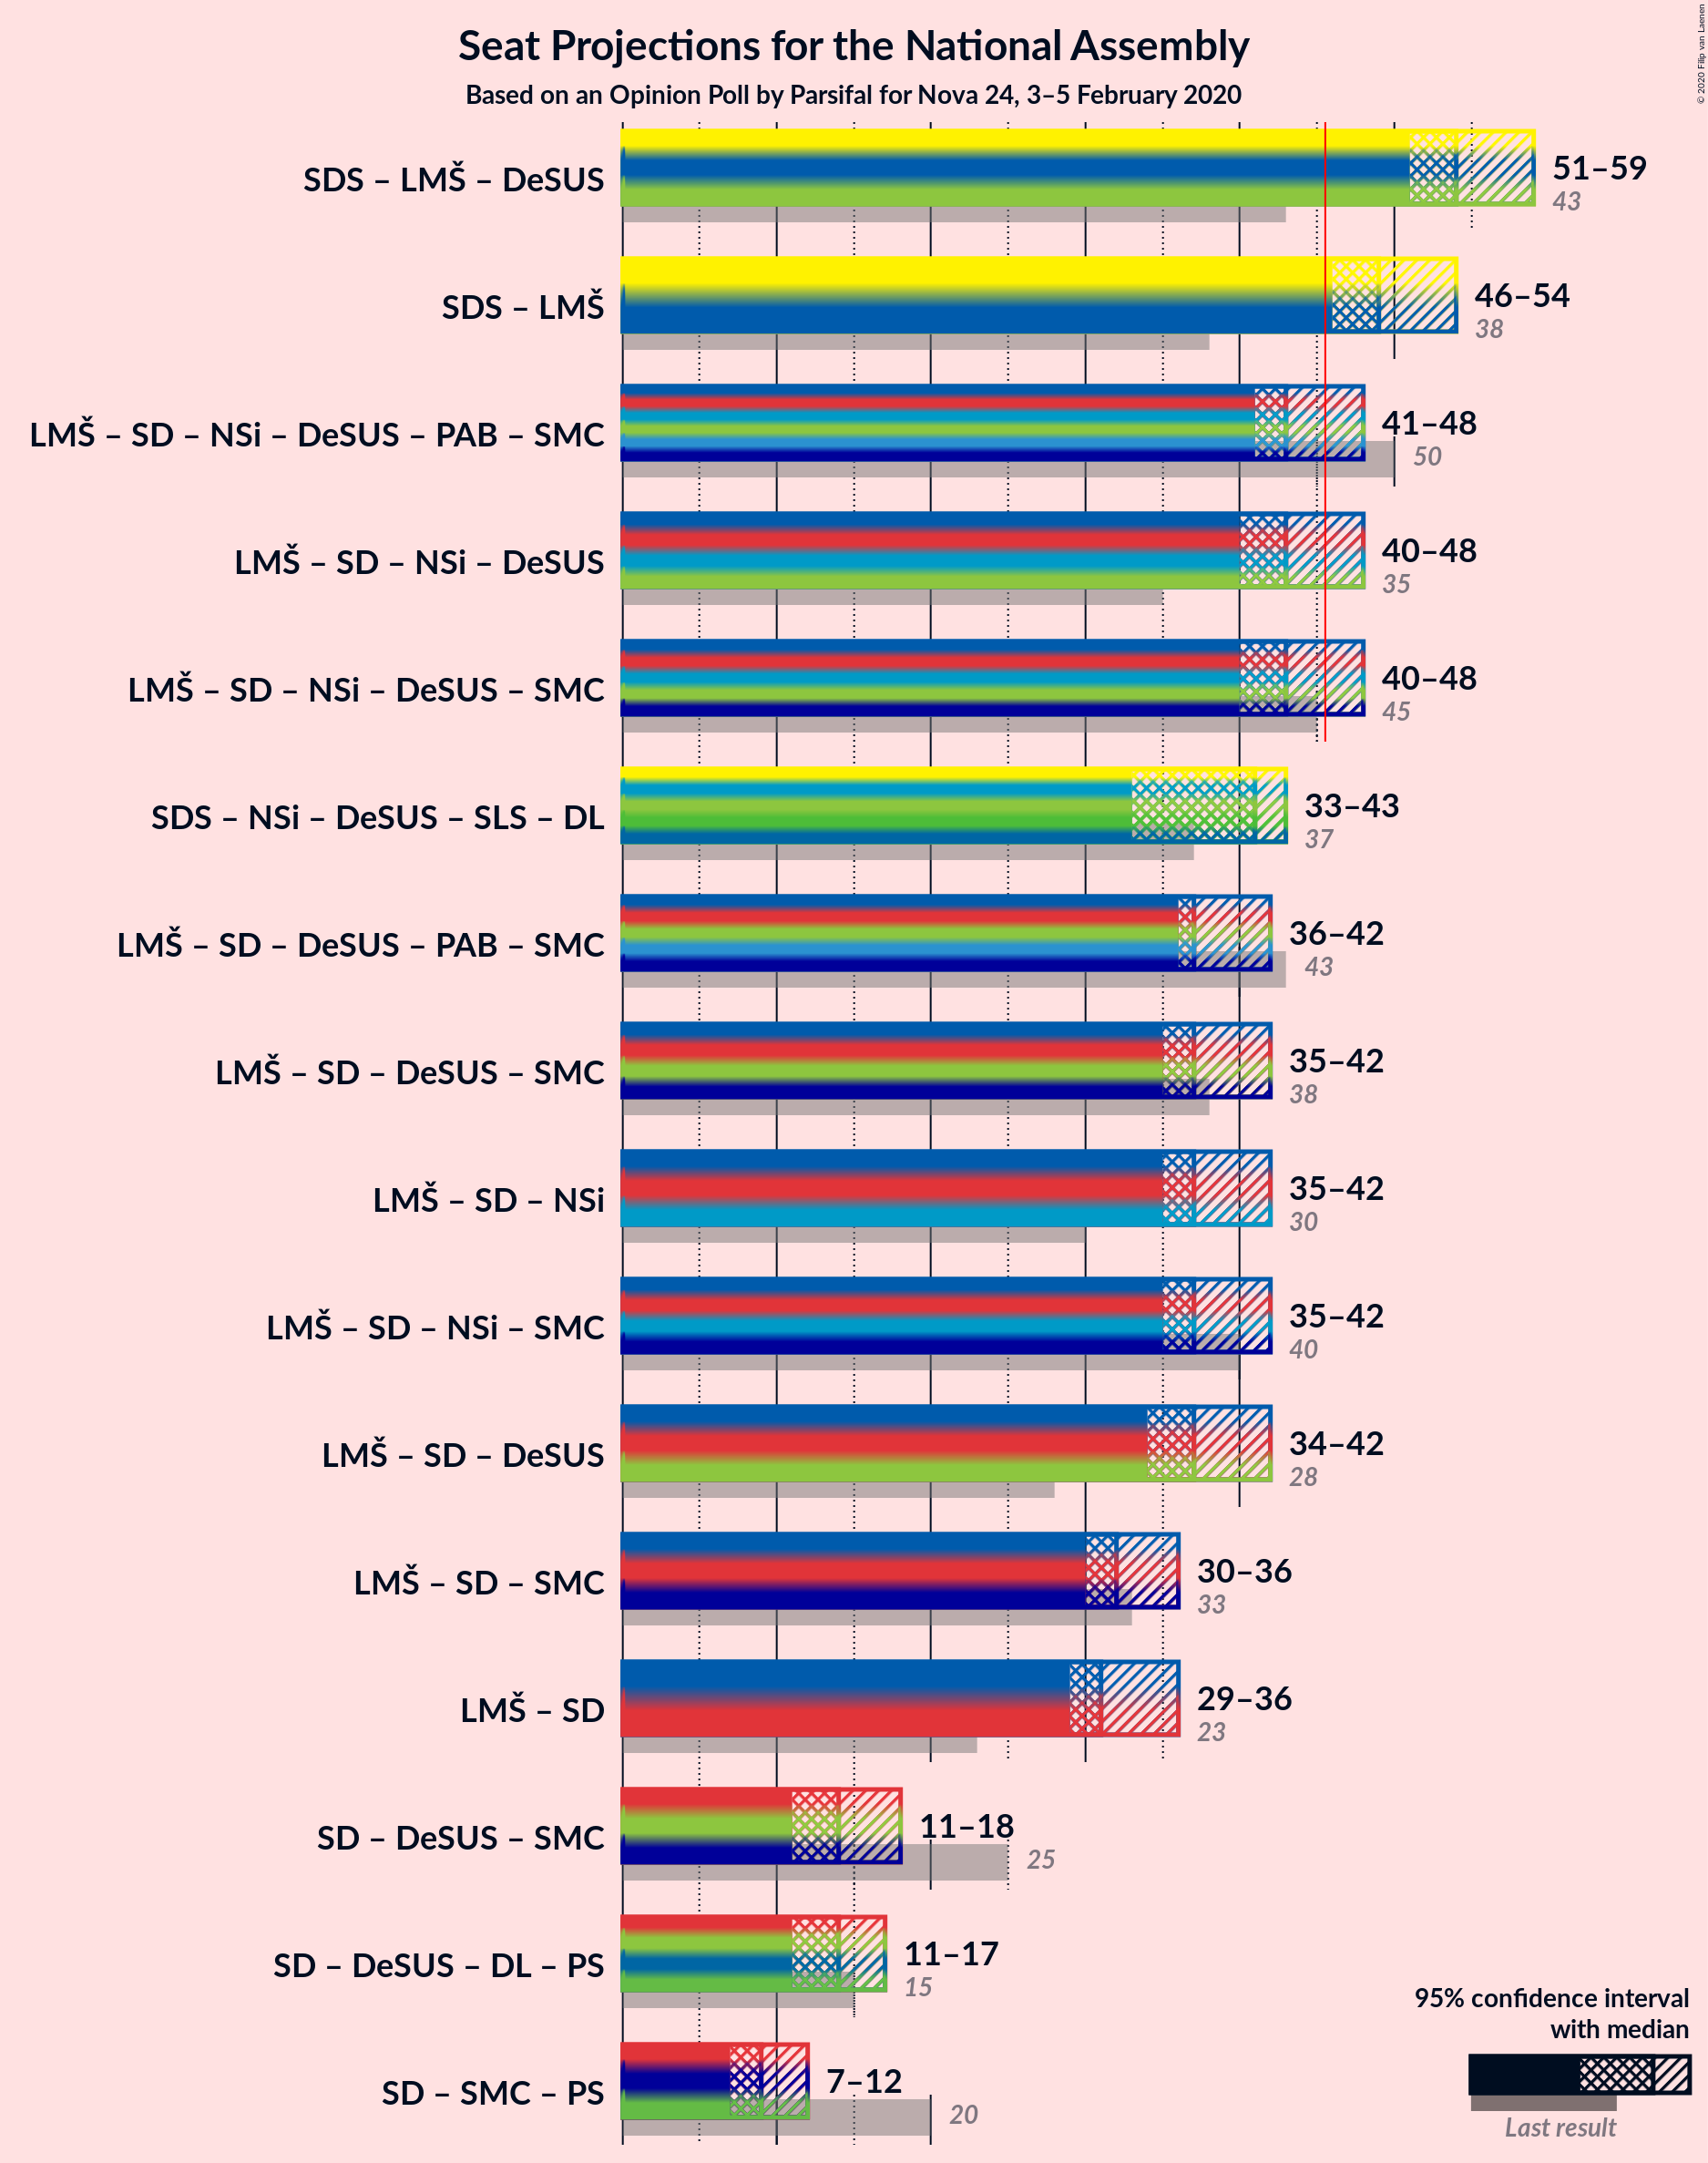 Seat Projections for the National Assembly
Based on an Opinion Poll by Parsifal for Nova 24, 3–5 February 2020
© 2020 Filip van Laenen
SDS – LMŠ – DeSUS
51–59
43
SDS – LMŠ
46–54
38
LMŠ – SD – NSi – DeSUS – PAB – SMC
41–48
50
LMŠ – SD – NSi – DeSUS
40–48
35
LMŠ – SD – NSi – DeSUS – SMC
40–48
45
SDS – NSi – DeSUS – SLS – DL
33–43
37
LMŠ – SD – DeSUS – PAB – SMC
36–42
43
LMŠ – SD – DeSUS – SMC
35–42
38
LMŠ – SD – NSi
35–42
30
LMŠ – SD – NSi – SMC
35–42
40
LMŠ – SD – DeSUS
34–42
28
LMŠ – SD – SMC
30–36
33
LMŠ – SD
29–36
23
SD – DeSUS – SMC
11–18
25
SD – DeSUS – DL – PS
11–17
15
SD – SMC – PS
7–12
20
95% confidence interval
with median
Last result